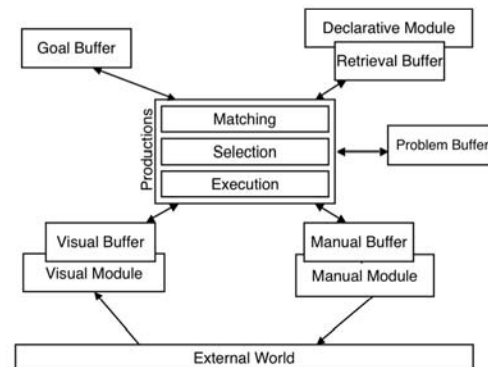 Declarative Module
Goal Buffer
Retrieval Buffer
Productions
Matching
Selection
Execution
Problem Buffer
Visual Buffer
Manual Buffer
Visual Module
Manual Module
External World